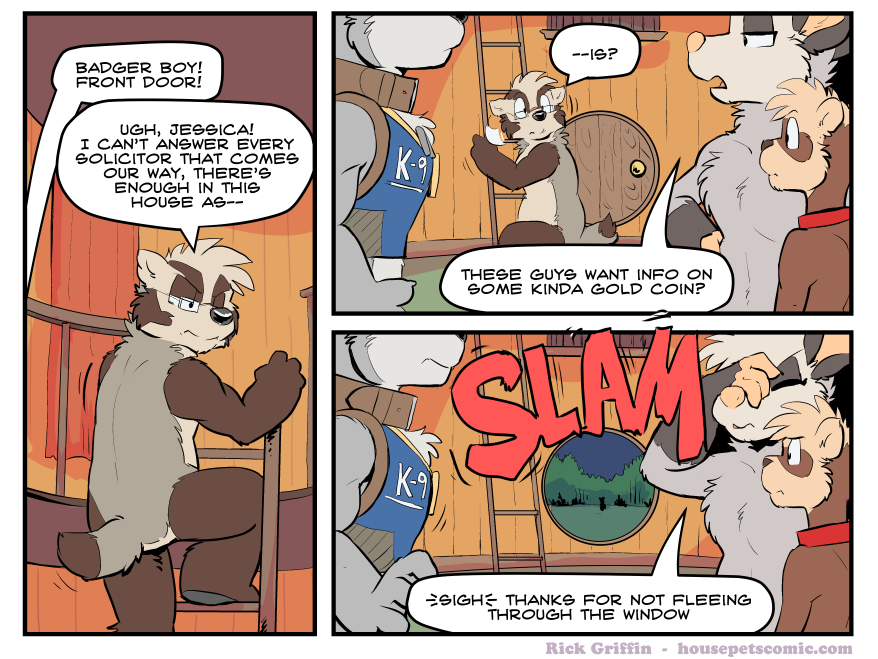 BADGER BOY!
FRONT DOOR!
UGH, JESSICA!
I CAN'T ANSWER EVERY
SOLICITOR THAT COMES
OUR WAY, THERE'S
ENOUGH IN THIS
HOUSE AS--
--IS?
K-9
THESE GUYS WANT INFO ON
SOME KINDA GOLD COIN?
SLAM
K-9
SIGH THANKS FOR NOT FLEEING
THROUGH THE WINDOW
Rick Griffin - housepetscomic.com